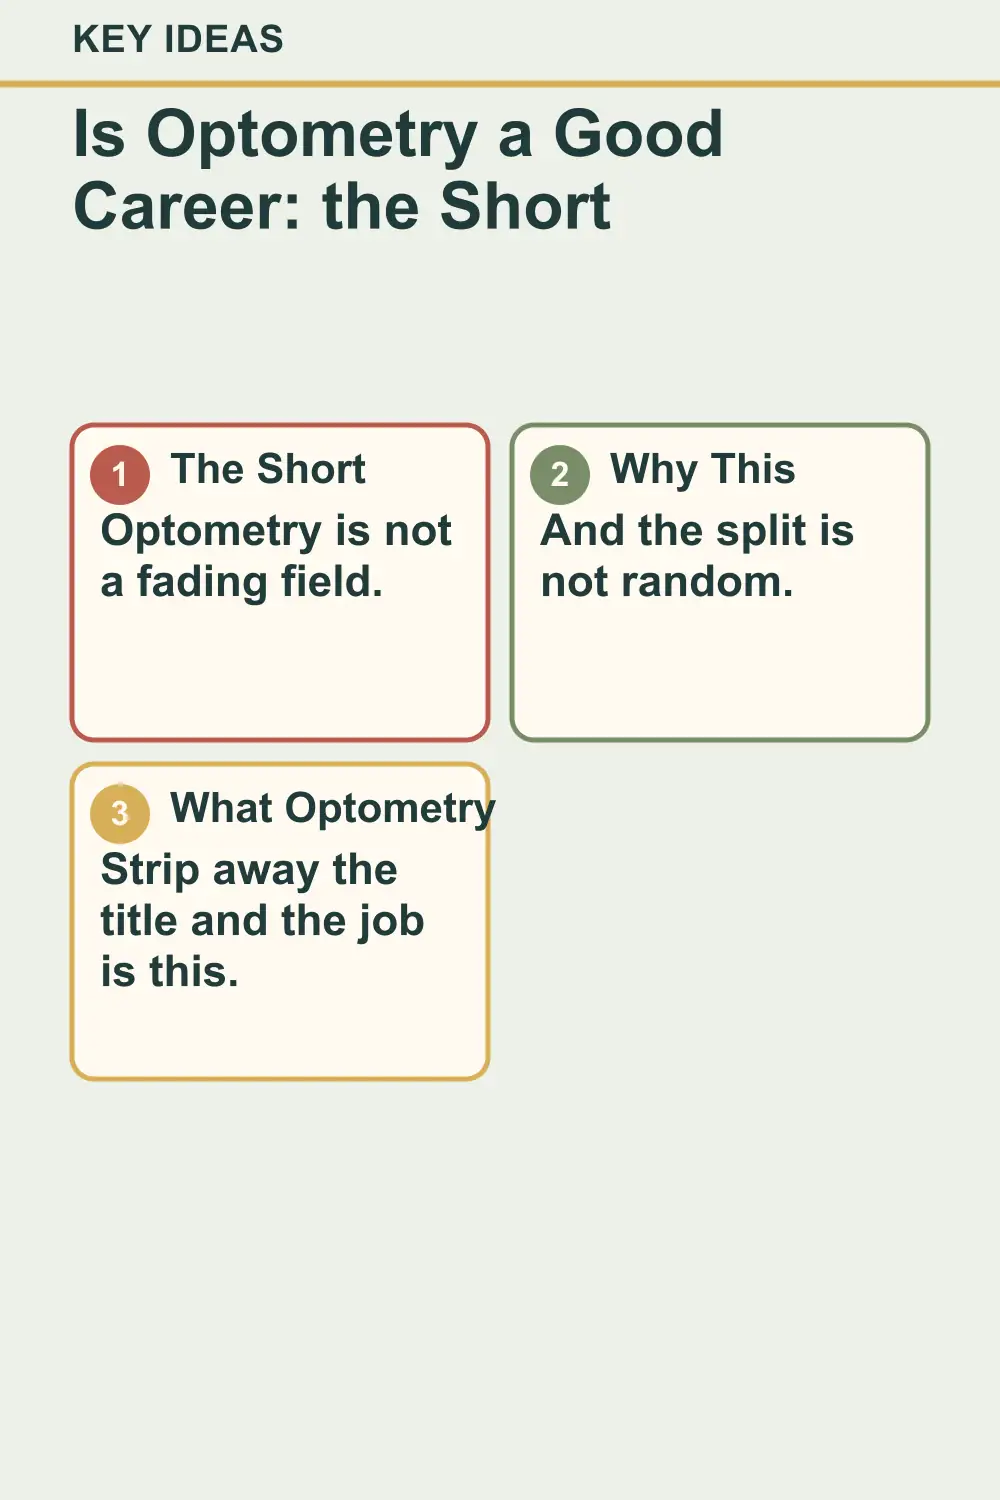 KEY IDEAS
Is Optometry a Good
Career: the Short
1 The Short
Optometry is not
a fading field.
2 Why This
And the split is
not random.
3 What Optometry
Strip away the
title and the job
is this.